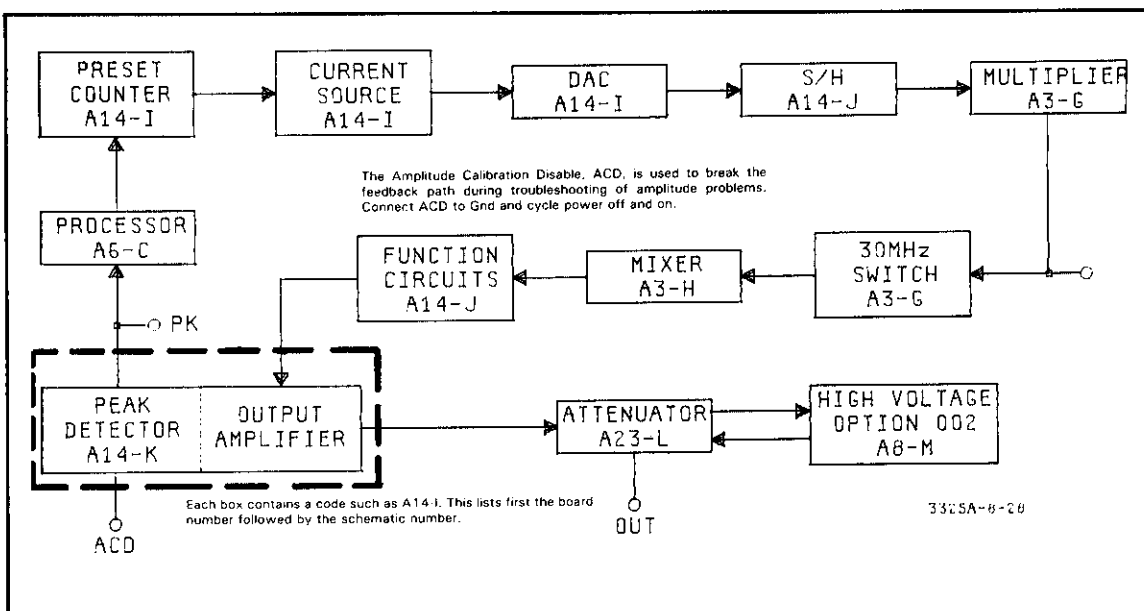 PRESET
COUNTER
A14-I
CURRENT
SOURCE
A14-I
DAC
A14-I
S/H
A14-J
MULTIPLIER
A3-G
The Amplitude Calibration Disable, ACD, is used to break the
feedback path during troubleshooting of amplitude problems.
Connect ACD to Gnd and cycle power off and on.
PROCESSOR
A6-C
FUNCTION
CIRCUITS
A14-J
MIXER
A3-H
30MHz
SWITCH
A3-G
PK
PEAK
DETECTOR
A14-K
OUTPUT
AMPLIFIER
ATTENUATOR
A23-L
HIGH VOLTAGE
OPTION 002
A8-M
Each box contains a code such as A14-I. This lists first the board
number followed by the schematic number.
ACD
OUT
3325A-8-28